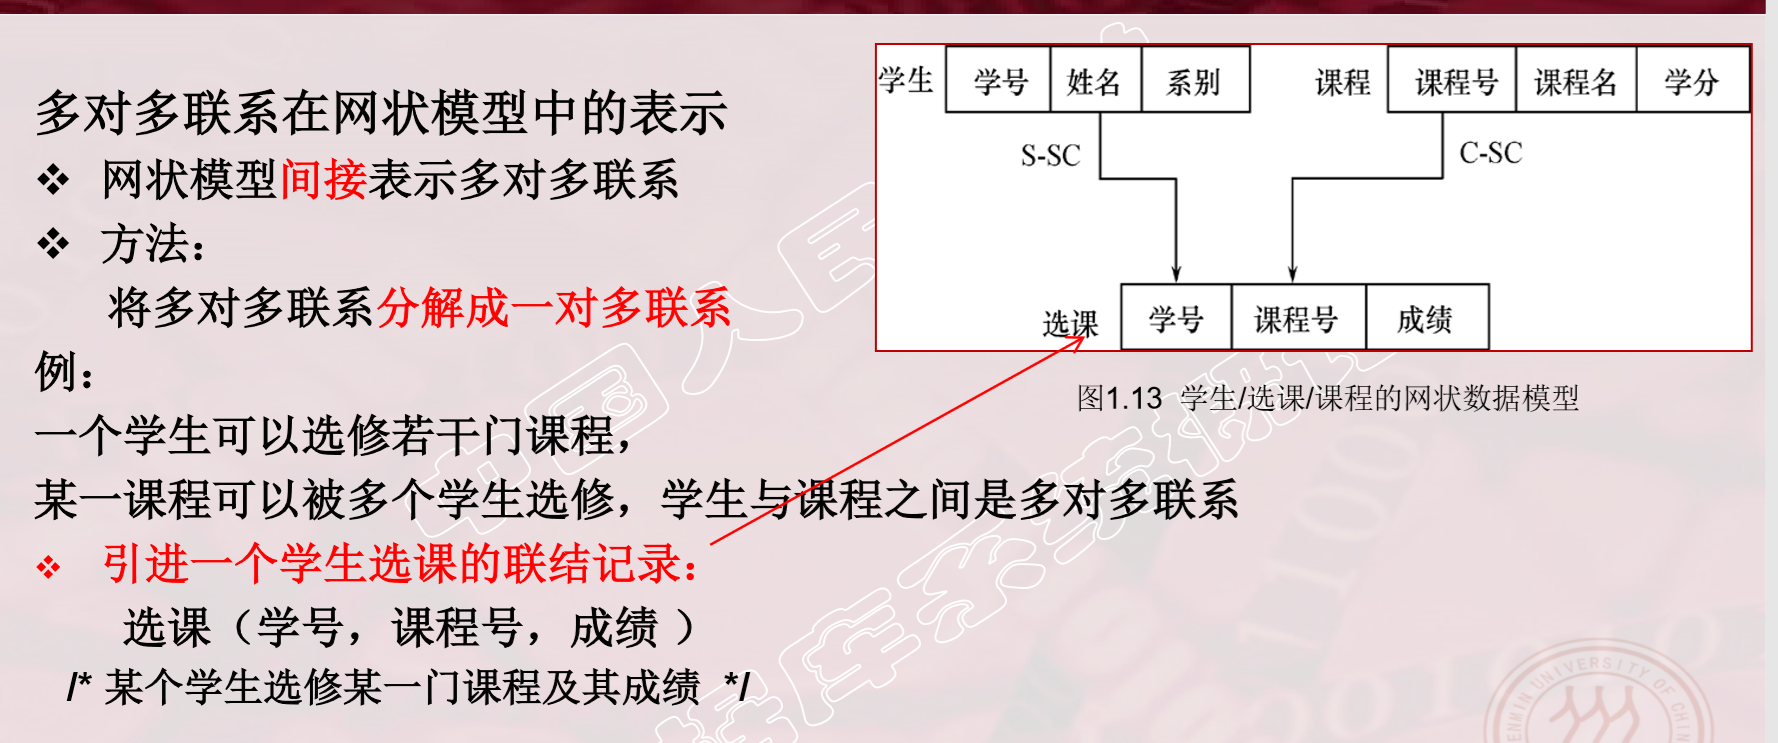 多对多联系在网状模型中的表示
❖ 网状模型间接表示多对多联系
❖ 方法：
将多对多联系分解成一对多联系
例：
一个学生可以选修若干门课程，
某一课程可以被多个学生选修，学生与课程之间是多对多联系
❖ 引进一个学生选课的联结记录：
选课（学号，课程号，成绩 ）
/* 某个学生选修某一门课程及其成绩 */
学生 学号 姓名 系别 课程 课程号 课程名 学分
S-SC C-SC
选课 学号 课程号 成绩
图1.13 学生/选课/课程的网状数据模型